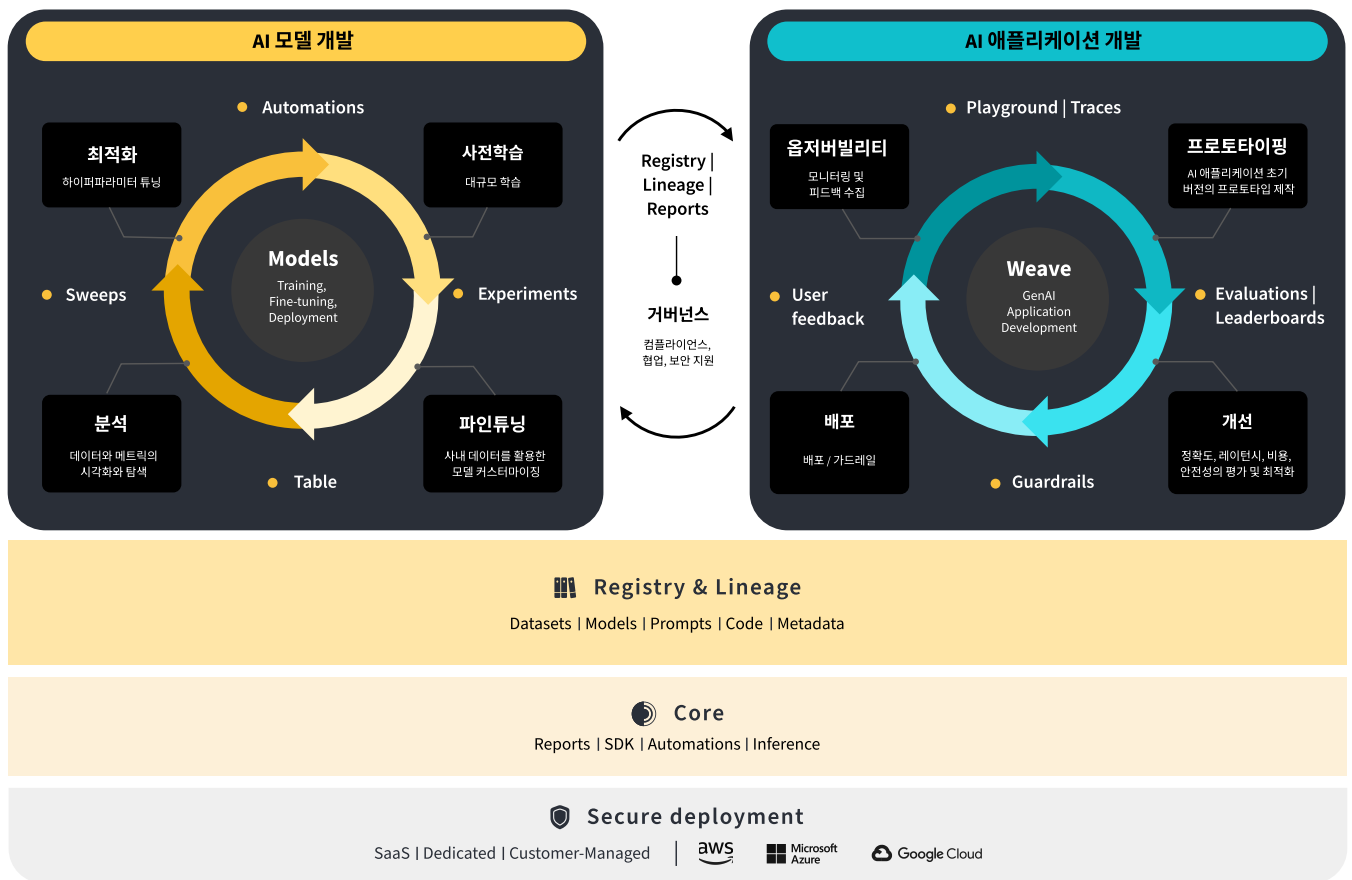 AI 모델 개발
Automations
최적화
하이퍼파라미터 튜닝
사전학습
대규모 학습
Models
Training,
Fine-tuning,
Deployment
Sweeps
Experiments
분석
데이터와 메트릭의
시각화와 탐색
파인튜닝
사내 데이터를 활용한
모델 커스터마이징
Table
Registry |
Lineage |
Reports
거버넌스
컴플라이언스,
협업, 보안 지원
AI 애플리케이션 개발
Playground | Traces
옵저버빌리티
모니터링 및
피드백 수집
프로토타이핑
AI 애플리케이션 초기
버전의 프로토타입 제작
Weave
GenAI
Application
Development
User
feedback
Evaluations |
Leaderboards
배포
배포 / 가드레일
개선
정확도, 레이턴시, 비용,
안전성의 평가 및 최적화
Guardrails
Registry & Lineage
Datasets | Models | Prompts | Code | Metadata
Core
Reports | SDK | Automations | Inference
Secure deployment
SaaS | Dedicated | Customer-Managed | aws Microsoft Azure Google Cloud